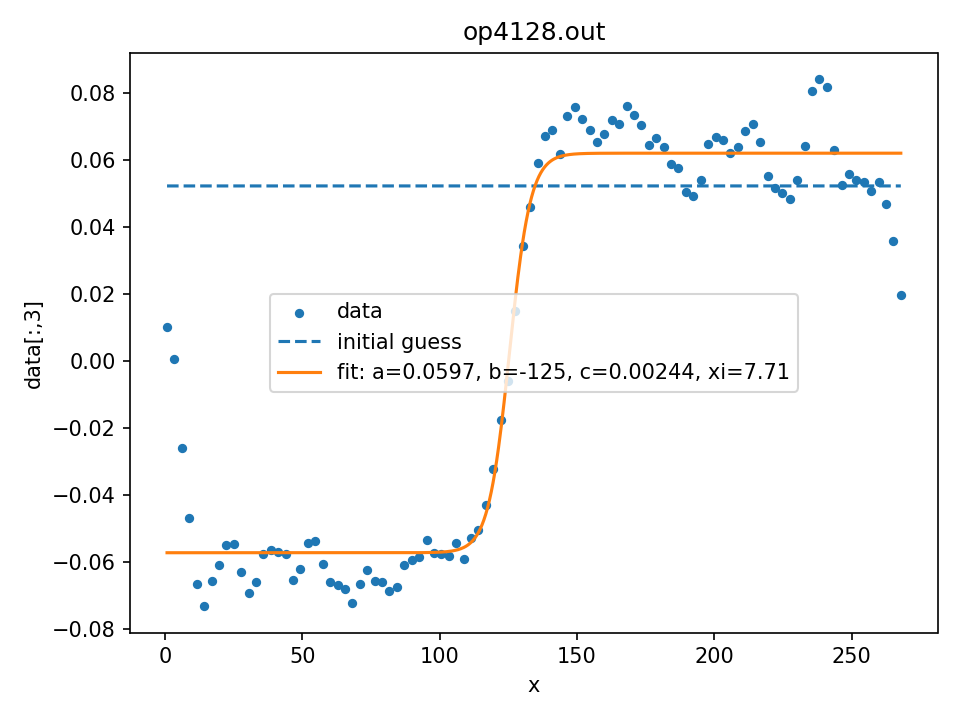 op4128.out
0.08
0.06
0.04
0.02
0.00
−0.02
−0.04
−0.06
−0.08
data[:,3]
data
initial guess
fit: a=0.0597, b=-125, c=0.00244, xi=7.71
0 50 100 150 200 250
x